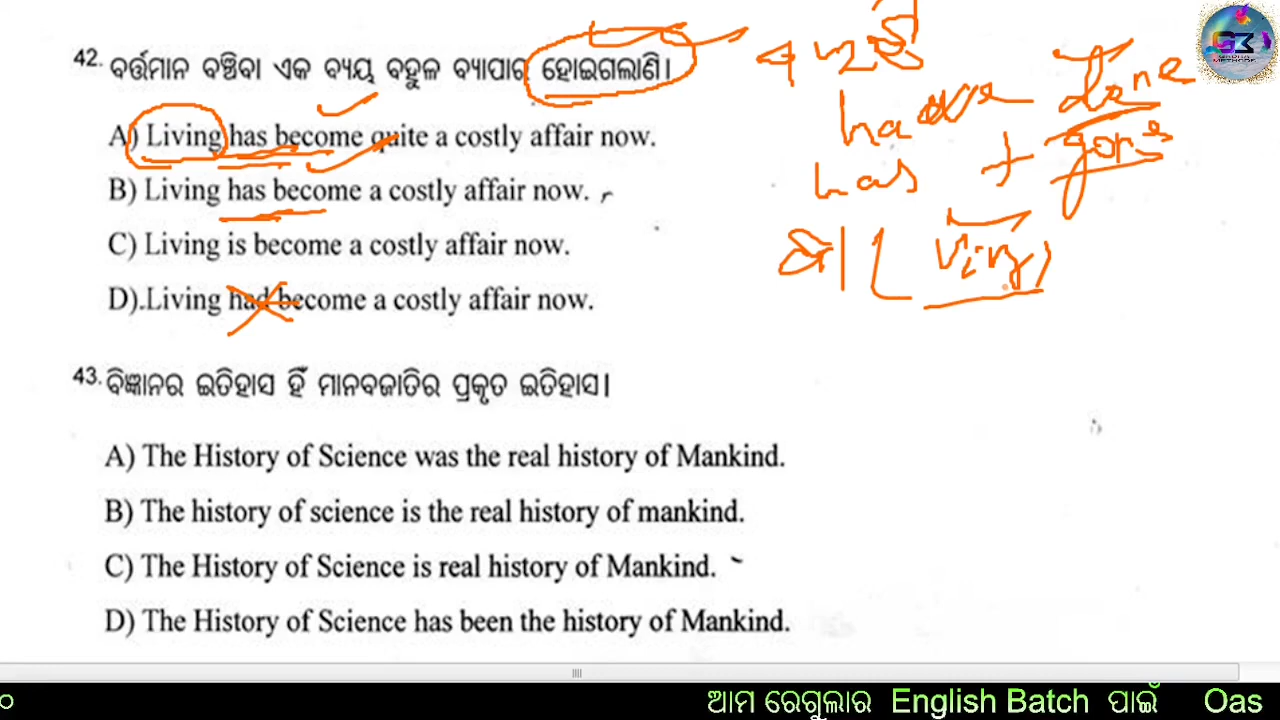 42. ବର୍ତ୍ତମାନ ବଞ୍ଚିବା ଏକ ବ୍ୟୟ ବହୁଳ ବ୍ୟାପାର ହୋଇଗଲାଣି।
A) Living has become quite a costly affair now.
B) Living has become a costly affair now.
C) Living is become a costly affair now.
D).Living had become a costly affair now.
have done
has + gone
43. ବିଜ୍ଞାନର ଇତିହାସ ହିଁ ମାନବଜାତିର ପ୍ରକୃତ ଇତିହାସ।
A) The History of Science was the real history of Mankind.
B) The history of science is the real history of mankind.
C) The History of Science is real history of Mankind.
D) The History of Science has been the history of Mankind.
ଆମ ରେଗୁଲାର English Batch ପାଇଁ Oas